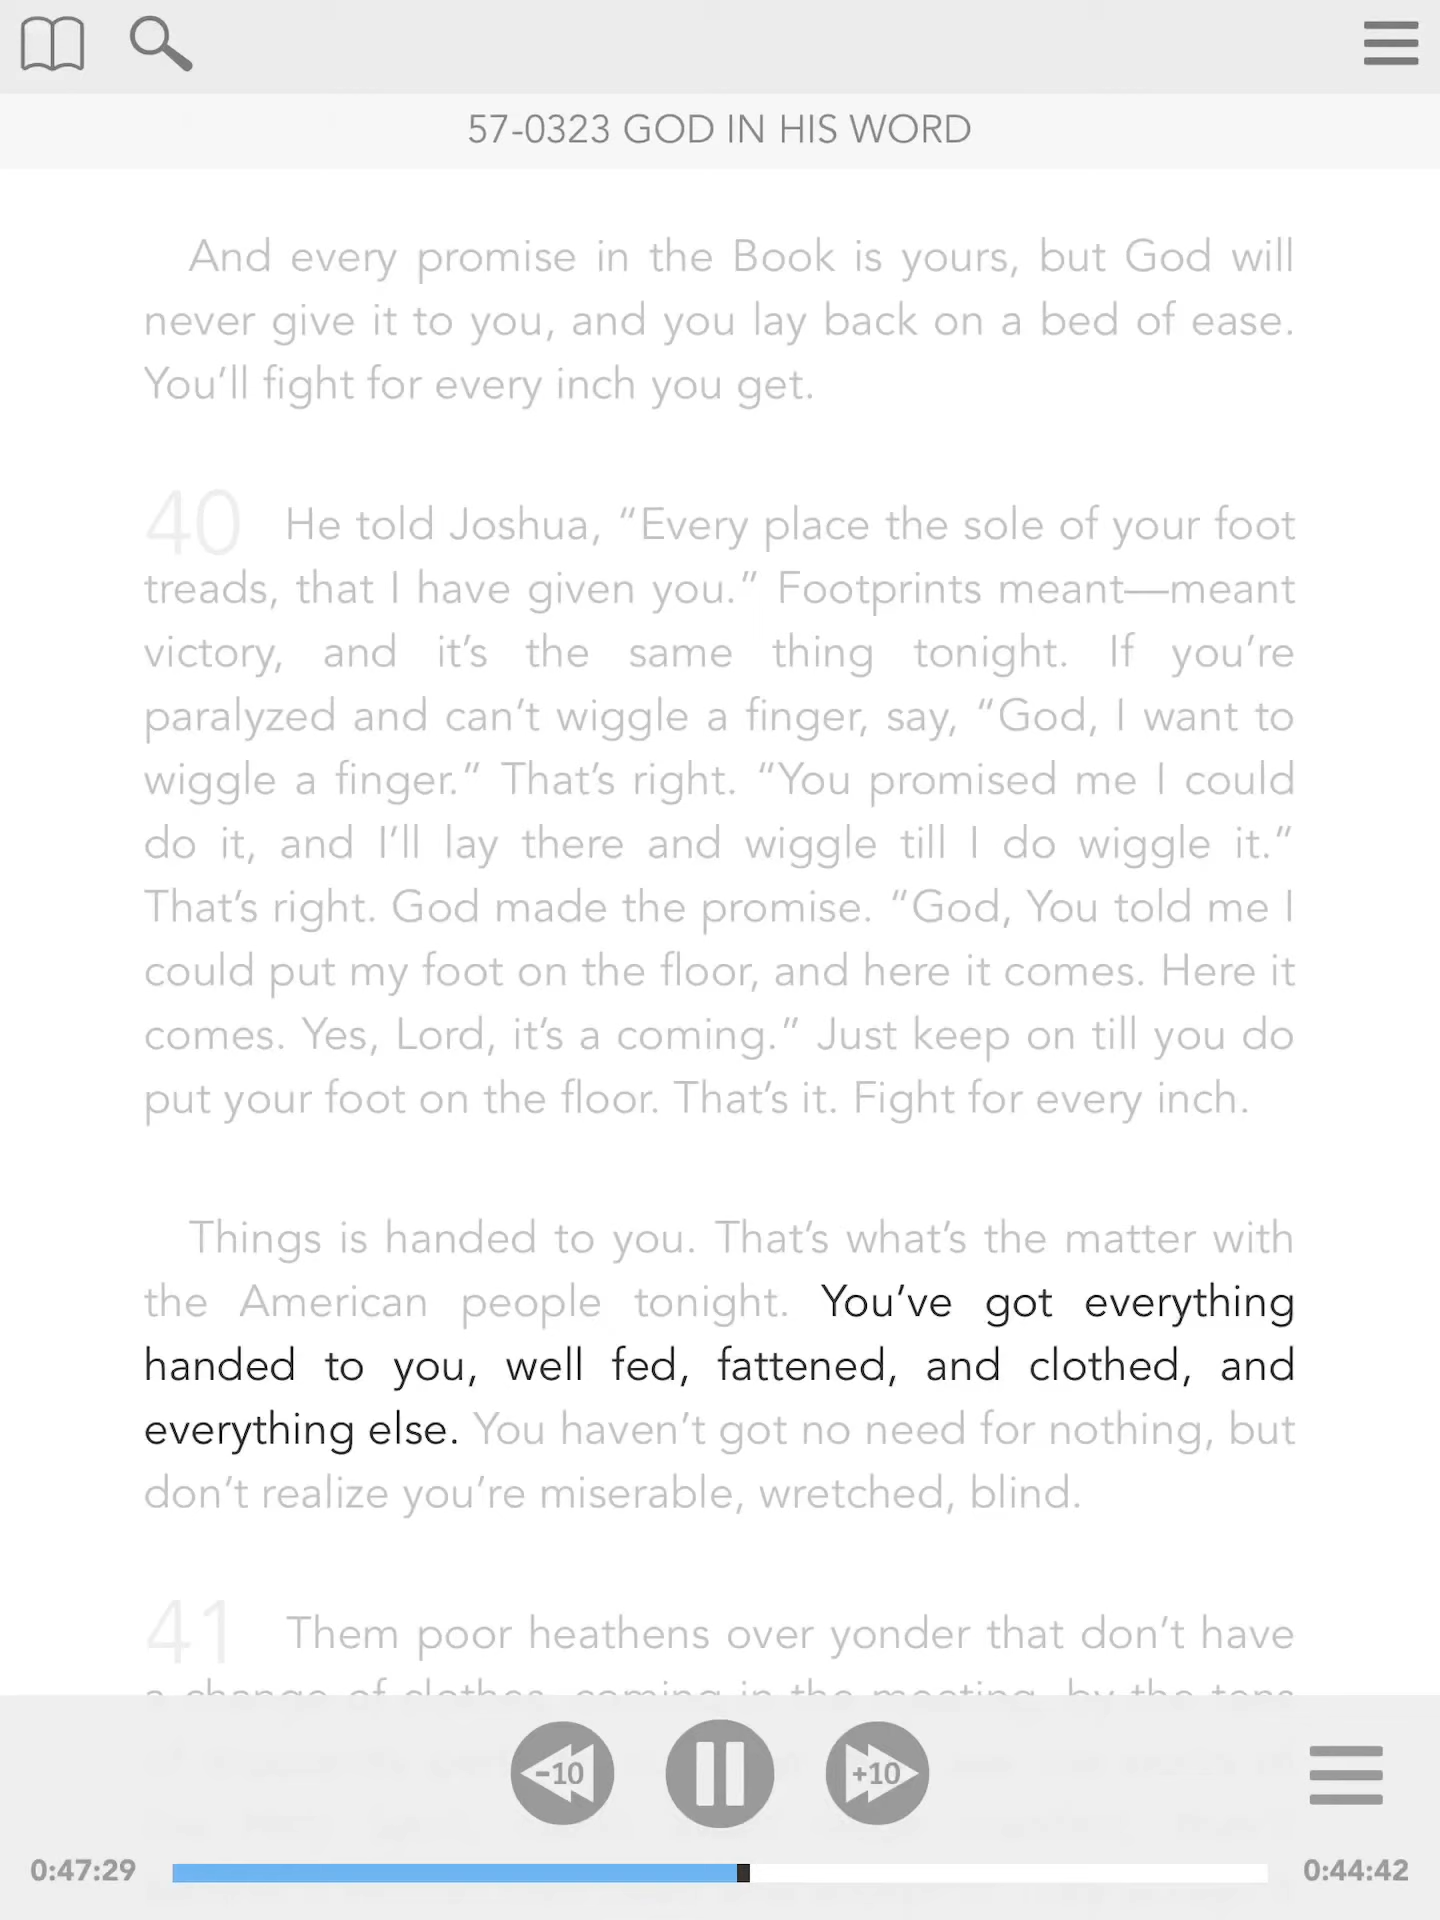 57-0323 GOD IN HIS WORD
And every promise in the Book is yours, but God will
never give it to you, and you lay back on a bed of ease.
You’ll fight for every inch you get.
40 He told Joshua, “Every place the sole of your foot
treads, that I have given you.” Footprints meant—meant
victory, and it’s the same thing tonight. If you’re
paralyzed and can’t wiggle a finger, say, “God, I want to
wiggle a finger.” That’s right. “You promised me I could
do it, and I’ll lay there and wiggle till I do wiggle it.”
That’s right. God made the promise. “God, You told me I
could put my foot on the floor, and here it comes. Here it
comes. Yes, Lord, it’s a coming.” Just keep on till you do
put your foot on the floor. That’s it. Fight for every inch.
Things is handed to you. That’s what’s the matter with
the American people tonight. You’ve got everything
handed to you, well fed, fattened, and clothed, and
everything else. You haven’t got no need for nothing, but
don’t realize you’re miserable, wretched, blind.
41 Them poor heathens over yonder that don’t have
a change of clothes, coming in the meeting, by the tens
-10 +10
0:47:29 0:44:42